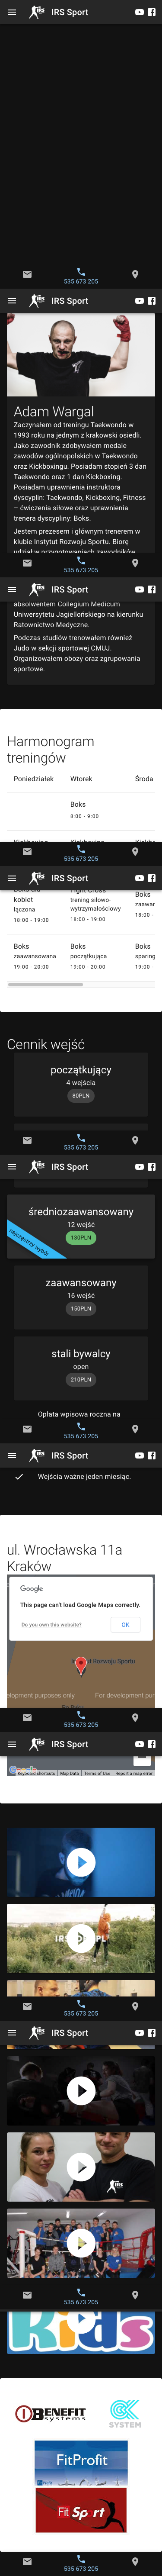 IRS Sport
535 673 205
IRS Sport
Adam Wargal
Zaczynałem od treningu Taekwondo w
1993 roku na jednym z krakowski osiedli.
Jako zawodnik zdobywałem medale
zawodów ogólnopolskich w Taekwondo
oraz Kickboxingu. Posiadam stopień 3 dan
Taekwondo oraz 1 dan Kickboxing.
Posiadam uprawnienia instruktora
dyscyplin: Taekwondo, Kickboxing, Fitness
– ćwiczenia siłowe oraz uprawnienia
trenera dyscypliny: Boks.
Jestem prezesem i głównym trenerem w
klubie Instytut Rozwoju Sportu. Biorę
udział w przygotowaniach zawodników
535 673 205
IRS Sport
absolwentem Collegium Medicum
Uniwersytetu Jagiellońskiego na kierunku
Ratownictwo Medyczne.
Podczas studiów trenowałem również
Judo w sekcji sportowej CMUJ.
Organizowałem obozy oraz zgrupowania
sportowe.
Harmonogram
treningów
Poniedziałek Wtorek Środa
Boks
8:00 - 9:00
535 673 205
IRS Sport
kobiet
łączona
18:00 - 19:00
Fight Cross
trening siłowo-
wytrzymałościowy
18:00 - 19:00
Boks
zaawan
18:00 -
Boks
zaawansowana
19:00 - 20:00
Boks
początkująca
19:00 - 20:00
Boks
sparing
19:00 -
Cennik wejść
początkujący
4 wejścia
80PLN
535 673 205
IRS Sport
średniozaawansowany
12 wejść
130PLN
najczęstrzy wybór
zaawansowany
16 wejść
150PLN
stali bywalcy
open
210PLN
Opłata wpisowa roczna na
535 673 205
IRS Sport
Wejścia ważne jeden miesiąc.
ul. Wrocławska 11a
Kraków
Google
This page can't load Google Maps correctly.
Do you own this website?
OK
Rozwoju Sportu
development purposes only.
For development pur
535 673 205
IRS Sport
Keyboard shortcuts Map Data Terms of Use Report a map error
535 673 205
IRS Sport
IRS
535 673 205
Kids
BENEFIT
systems
OK
SYSTEM
FitProfit
Fit Sport
535 673 205